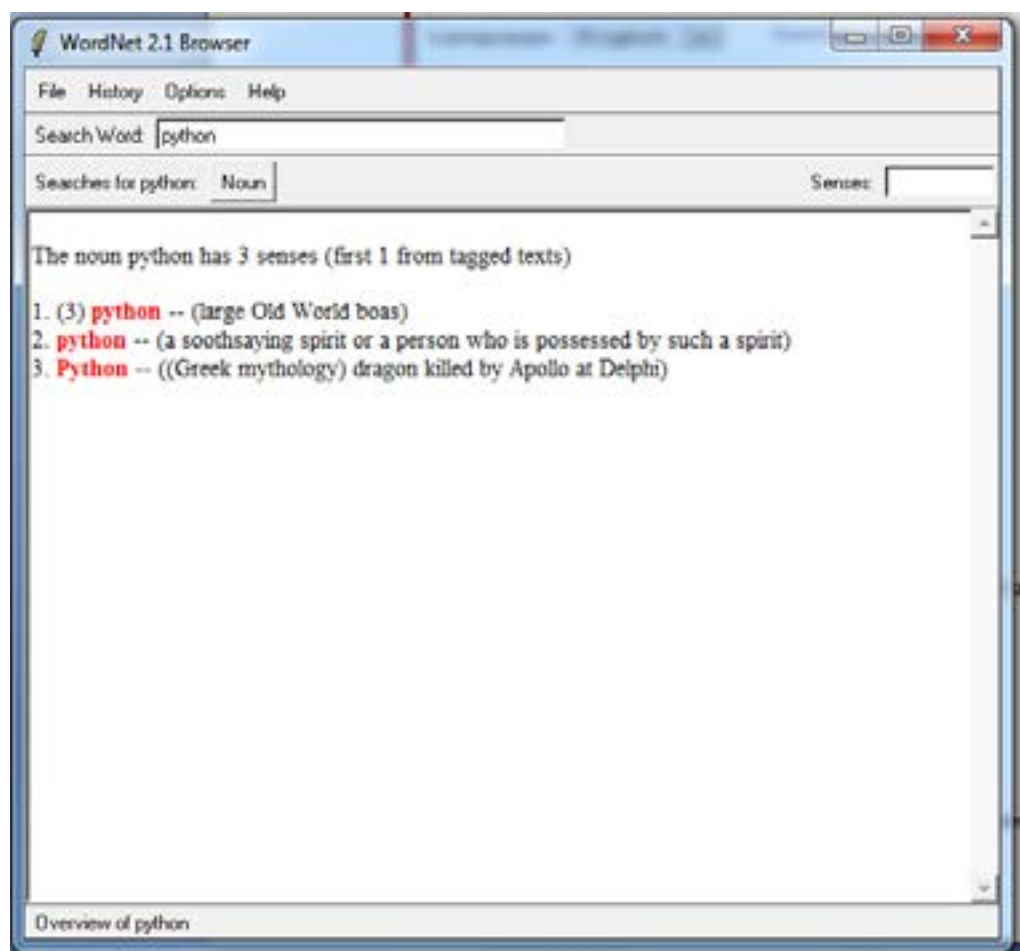 WordNet 2.1 Browser
File History Options Help
Search Word: python
Searches for python: Noun Senses:
The noun python has 3 senses (first 1 from tagged texts)
1. (3) python -- (large Old World boas)
2. python -- (a soothsaying spirit or a person who is possessed by such a spirit)
3. Python -- ((Greek mythology) dragon killed by Apollo at Delphi)
Overview of python